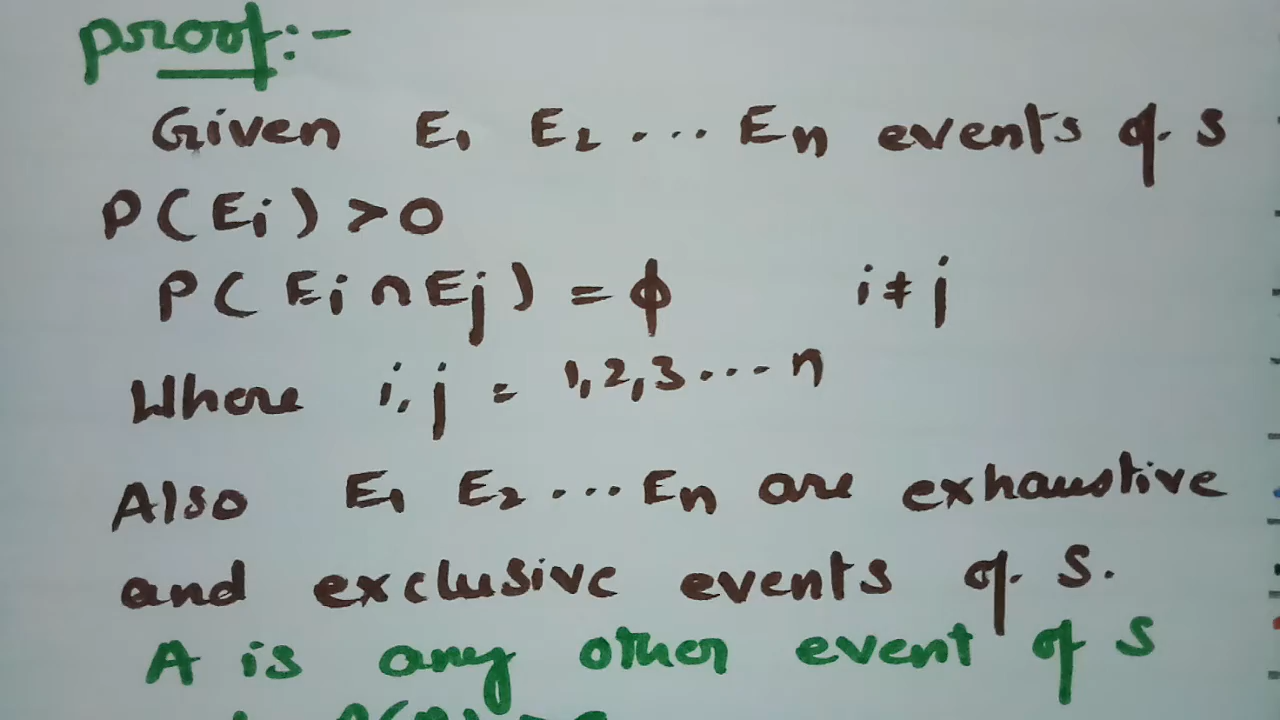 Proof:-
Given E1 E2 ... En events of S
P(Ei) > 0
P(Ei ∩ Ej) = ϕ i ≠ j
Where i, j = 1, 2, 3 ... n
Also E1 E2 ... En are exhaustive
and exclusive events of S.
A is any other event of S